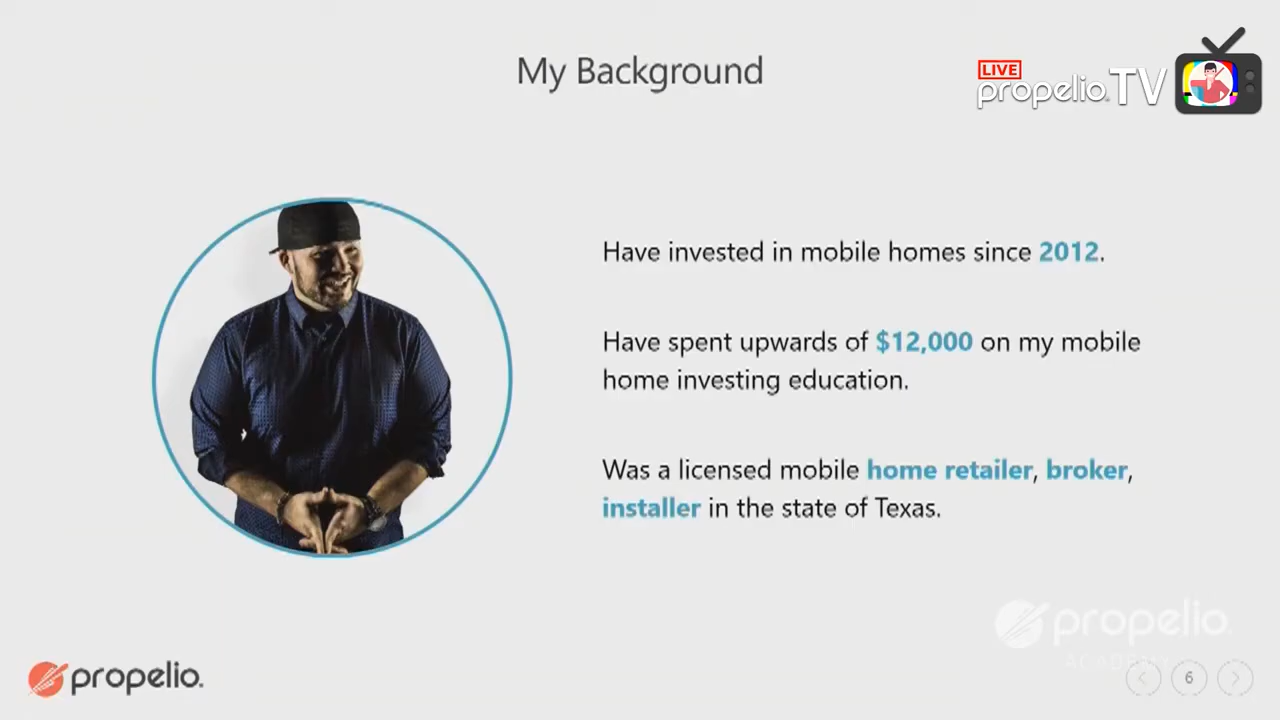 My Background
LIVE
propelio.TV
Have invested in mobile homes since 2012.
Have spent upwards of $12,000 on my mobile
home investing education.
Was a licensed mobile home retailer, broker,
installer in the state of Texas.
propelio.
ACADEMY
propelio.
6